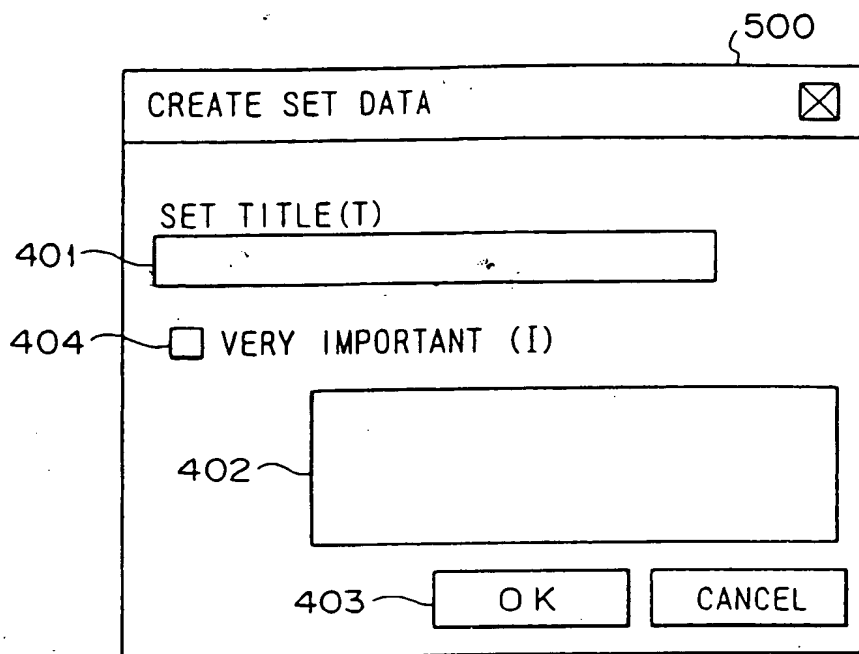 500
CREATE SET DATA
SET TITLE(T)
401
404 VERY IMPORTANT (I)
402
403 OK CANCEL